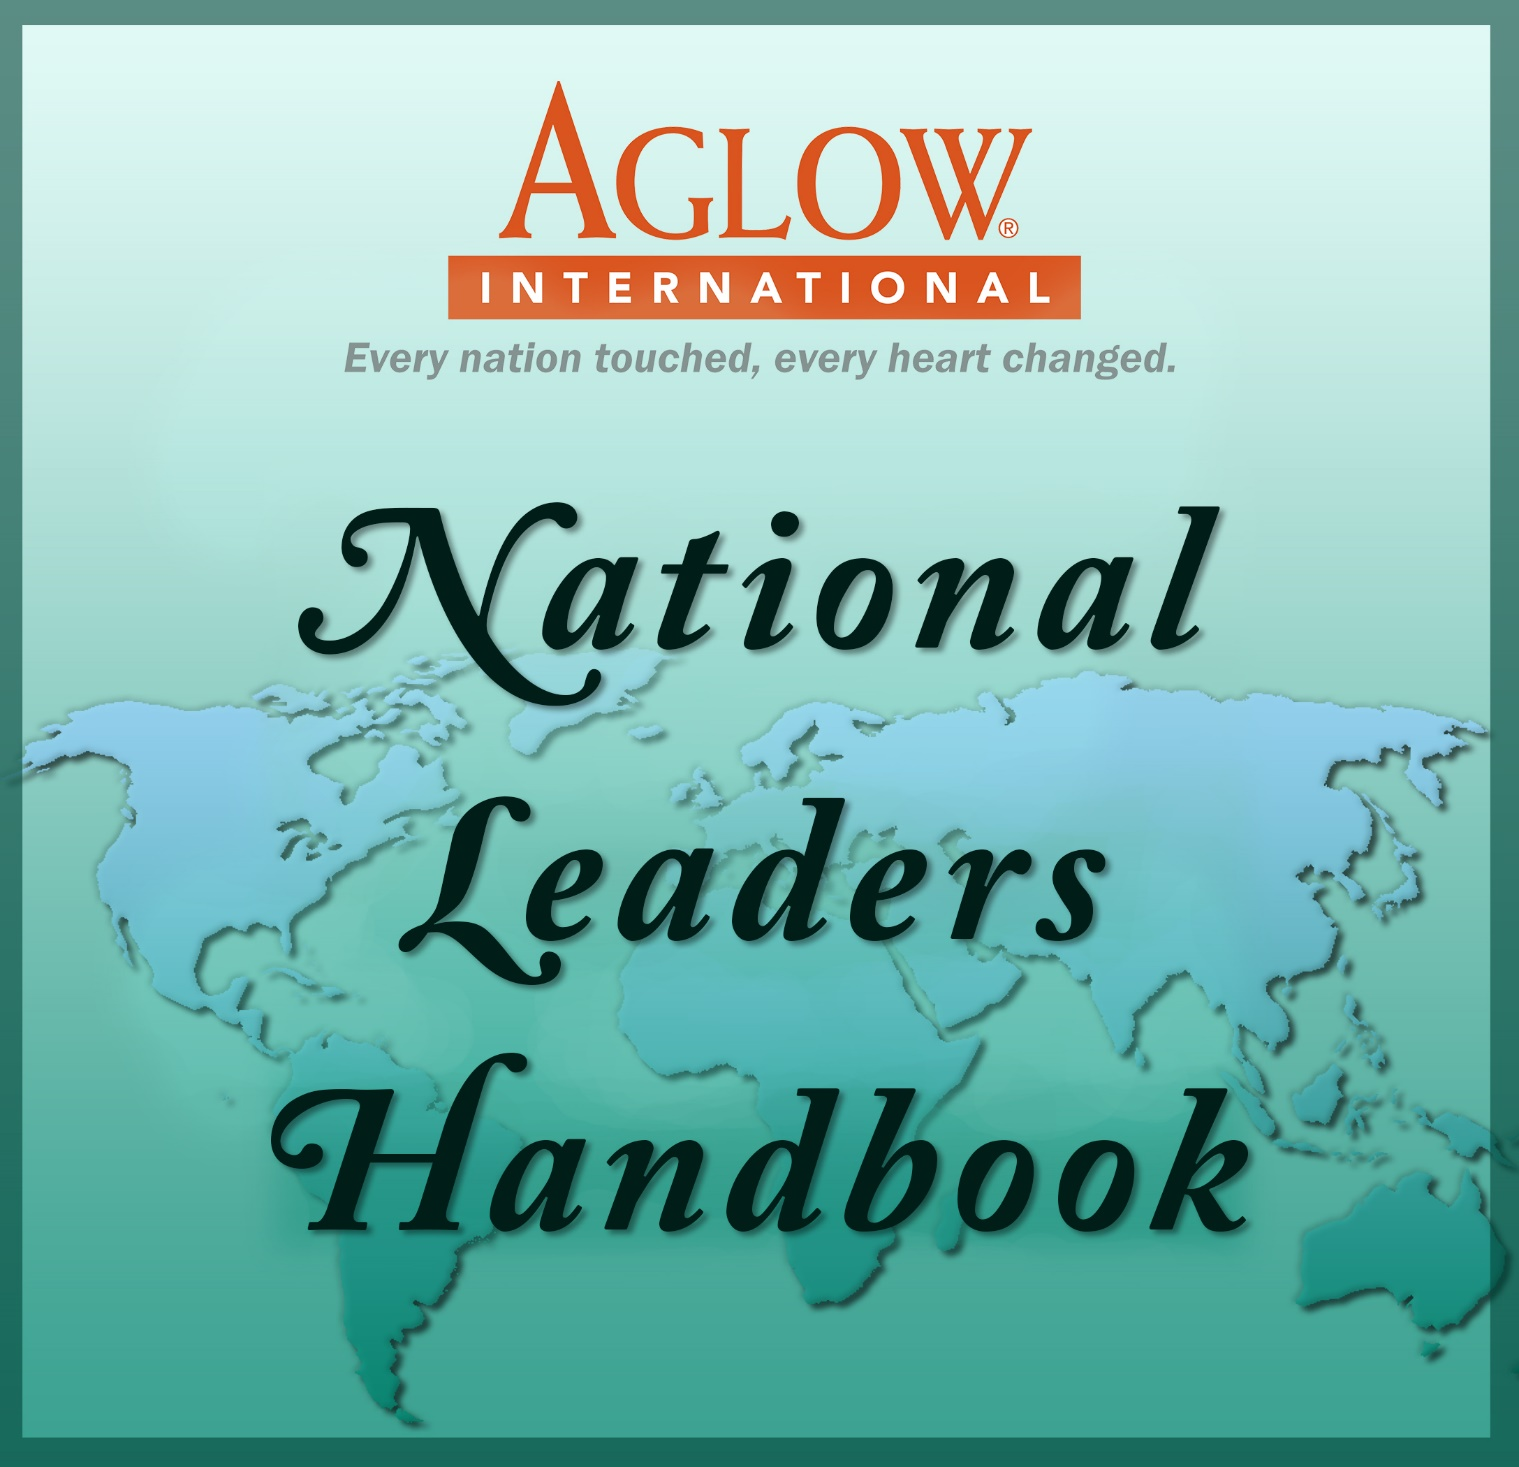 AGLOW®
INTERNATIONAL
Every nation touched, every heart changed.
National
Leaders
Handbook